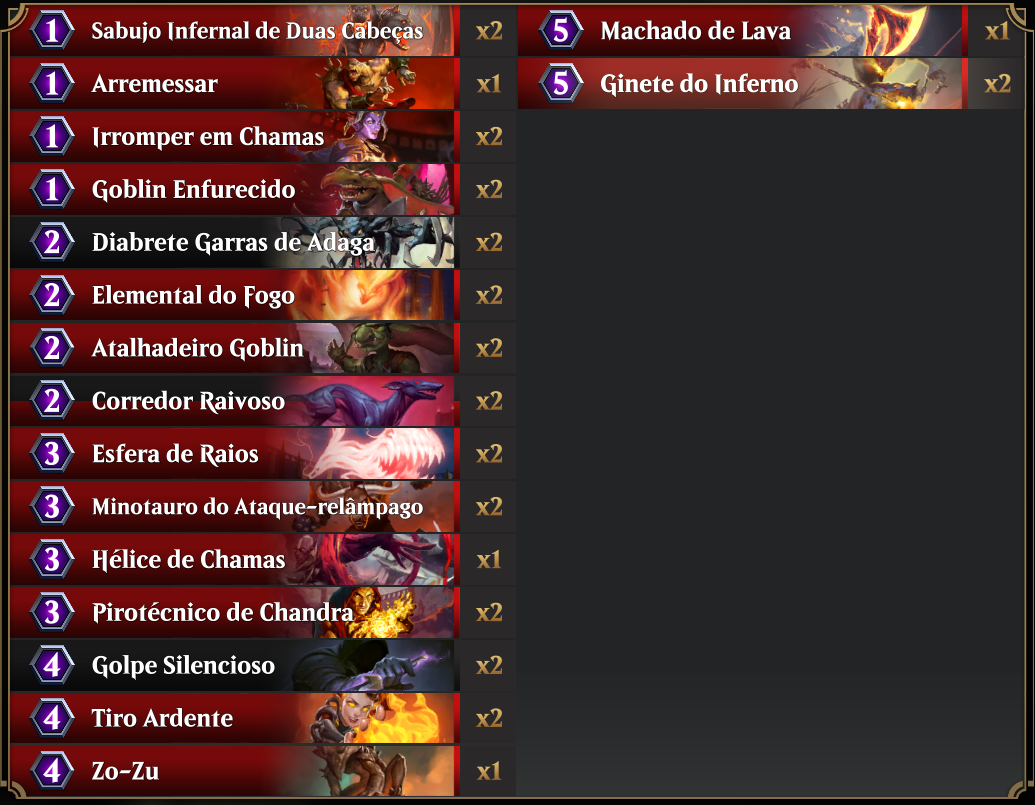 1 Sabujo Infernal de Duas Cabeças x2
1 Arremessar x1
1 Irromper em Chamas x2
1 Goblin Enfurecido x2
2 Diabrete Garras de Adaga x2
2 Elemental do Fogo x2
2 Atalhadeiro Goblin x2
2 Corredor Raivoso x2
3 Esfera de Raios x2
3 Minotauro do Ataque-relâmpago x2
3 Hélice de Chamas x1
3 Pirotécnico de Chandra x2
4 Golpe Silencioso x2
4 Tiro Ardente x2
4 Zo-Zu x1
5 Machado de Lava x1
5 Ginete do Inferno x2